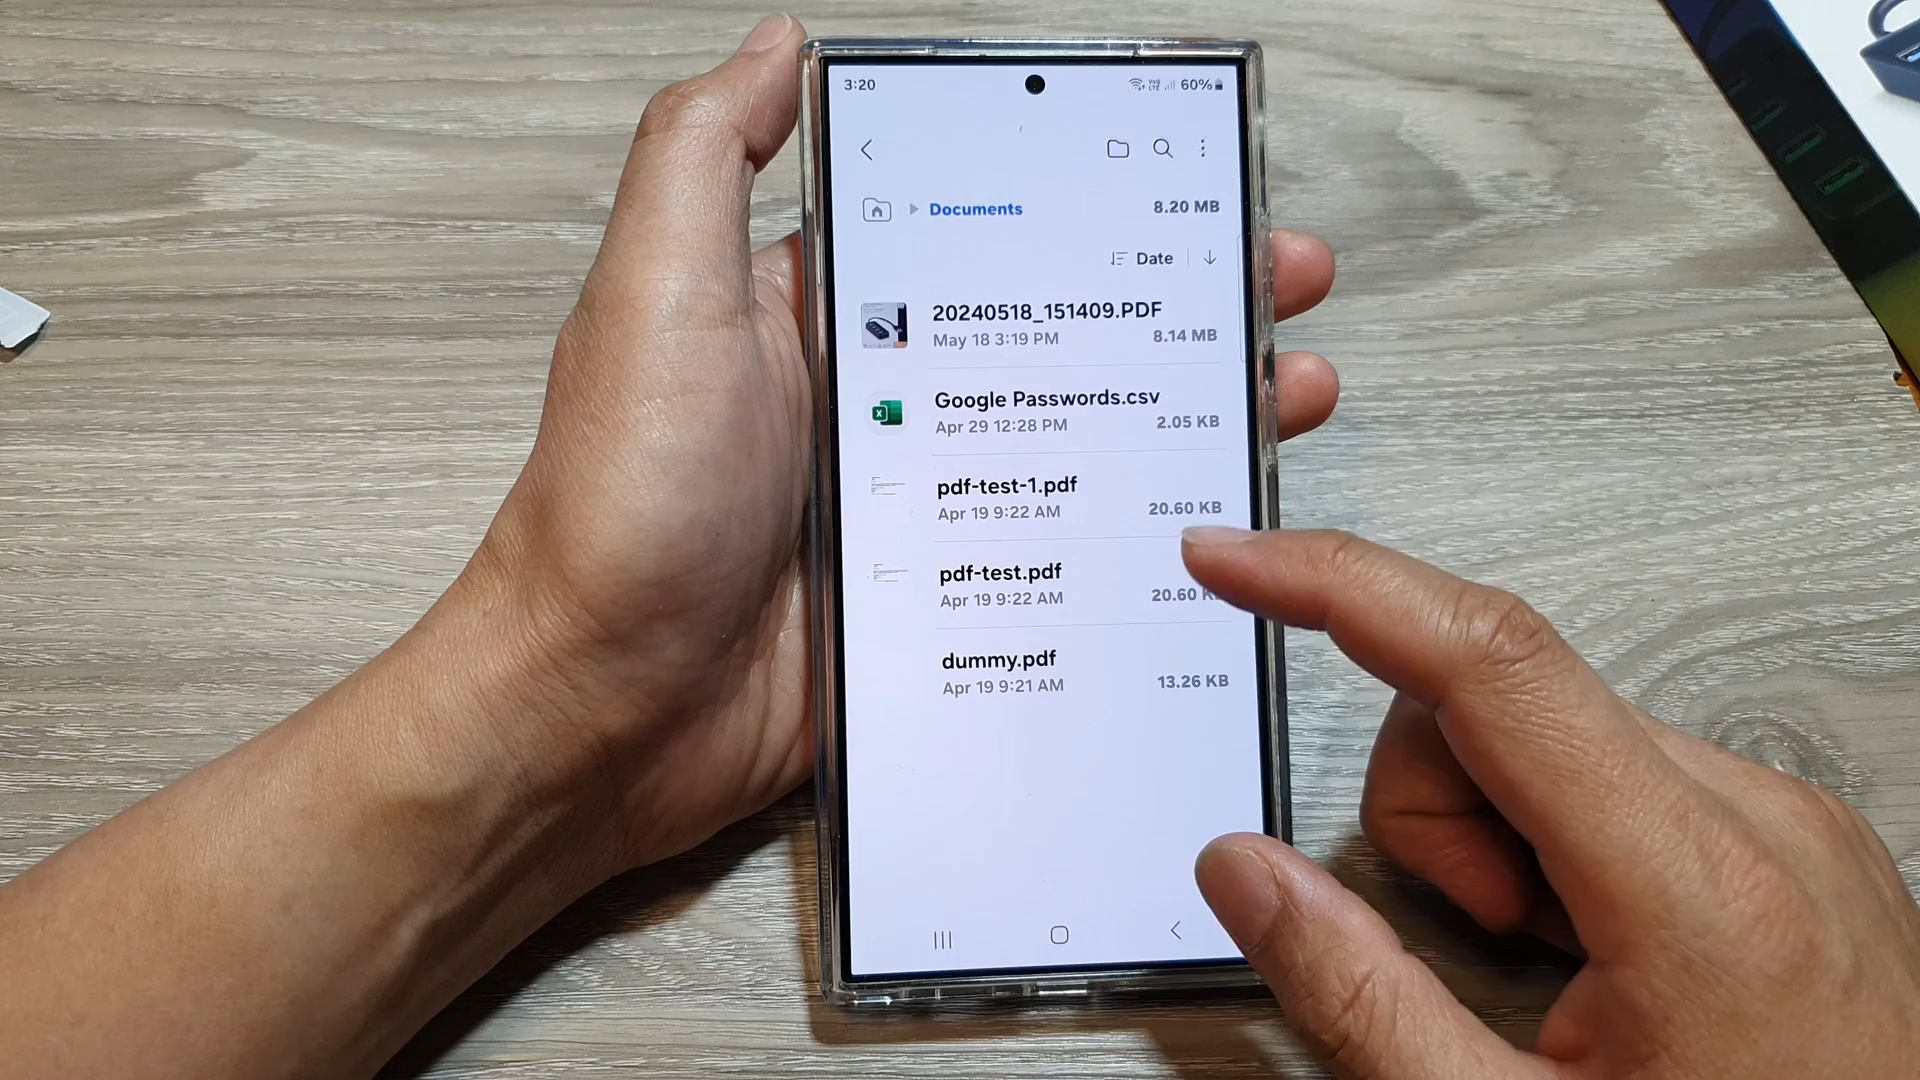 3:20 60%
Documents 8.20 MB
Date
20240518_151409.PDF
May 18 3:19 PM 8.14 MB
Google Passwords.csv
Apr 29 12:28 PM 2.05 KB
pdf-test-1.pdf
Apr 19 9:22 AM 20.60 KB
pdf-test.pdf
Apr 19 9:22 AM 20.60
dummy.pdf
Apr 19 9:21 AM 13.26 KB